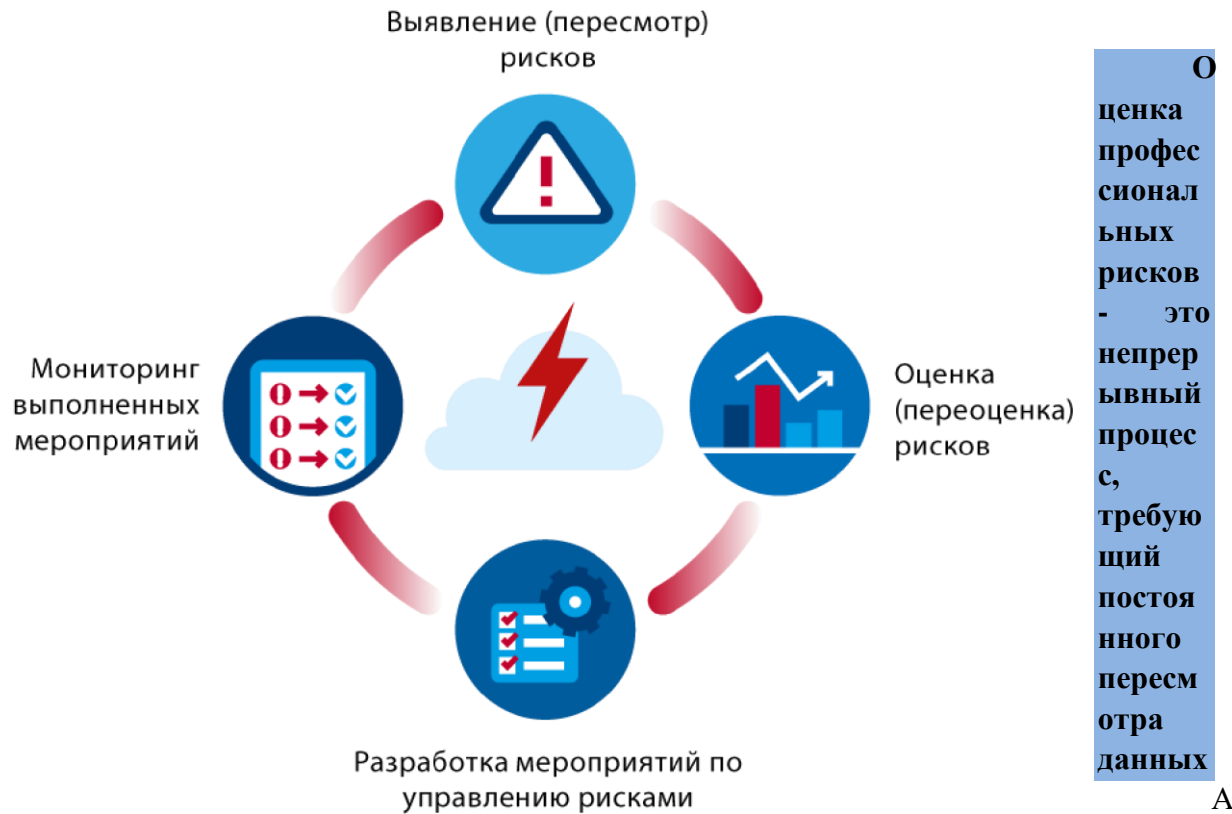 Выявление (пересмотр)
рисков
Мониторинг
выполненных
мероприятий
Оценка
(переоценка)
рисков
Разработка мероприятий по
управлению рисками
О
ценка
профес
сионал
ьных
рисков
- это
непрер
ывный
процес
с,
требую
щий
постоя
нного
пересм
отра
данных
А